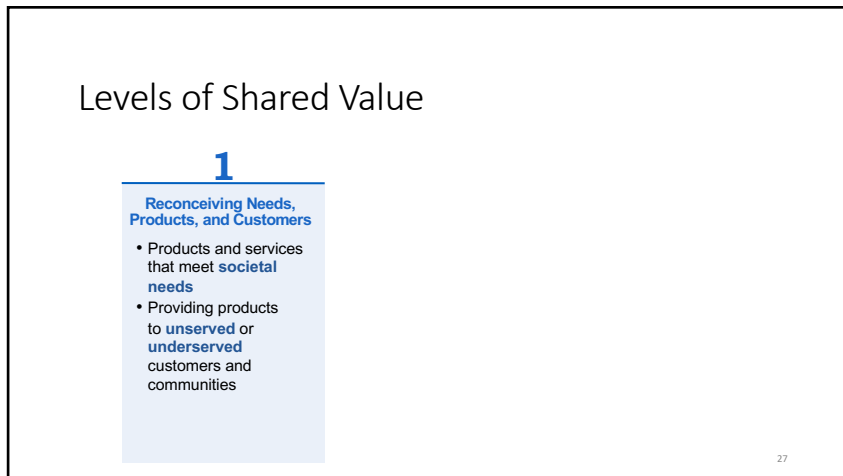 Levels of Shared Value
1
Reconceiving Needs,
Products, and Customers
• Products and services
that meet societal
needs
• Providing products
to unserved or
underserved
customers and
communities
27